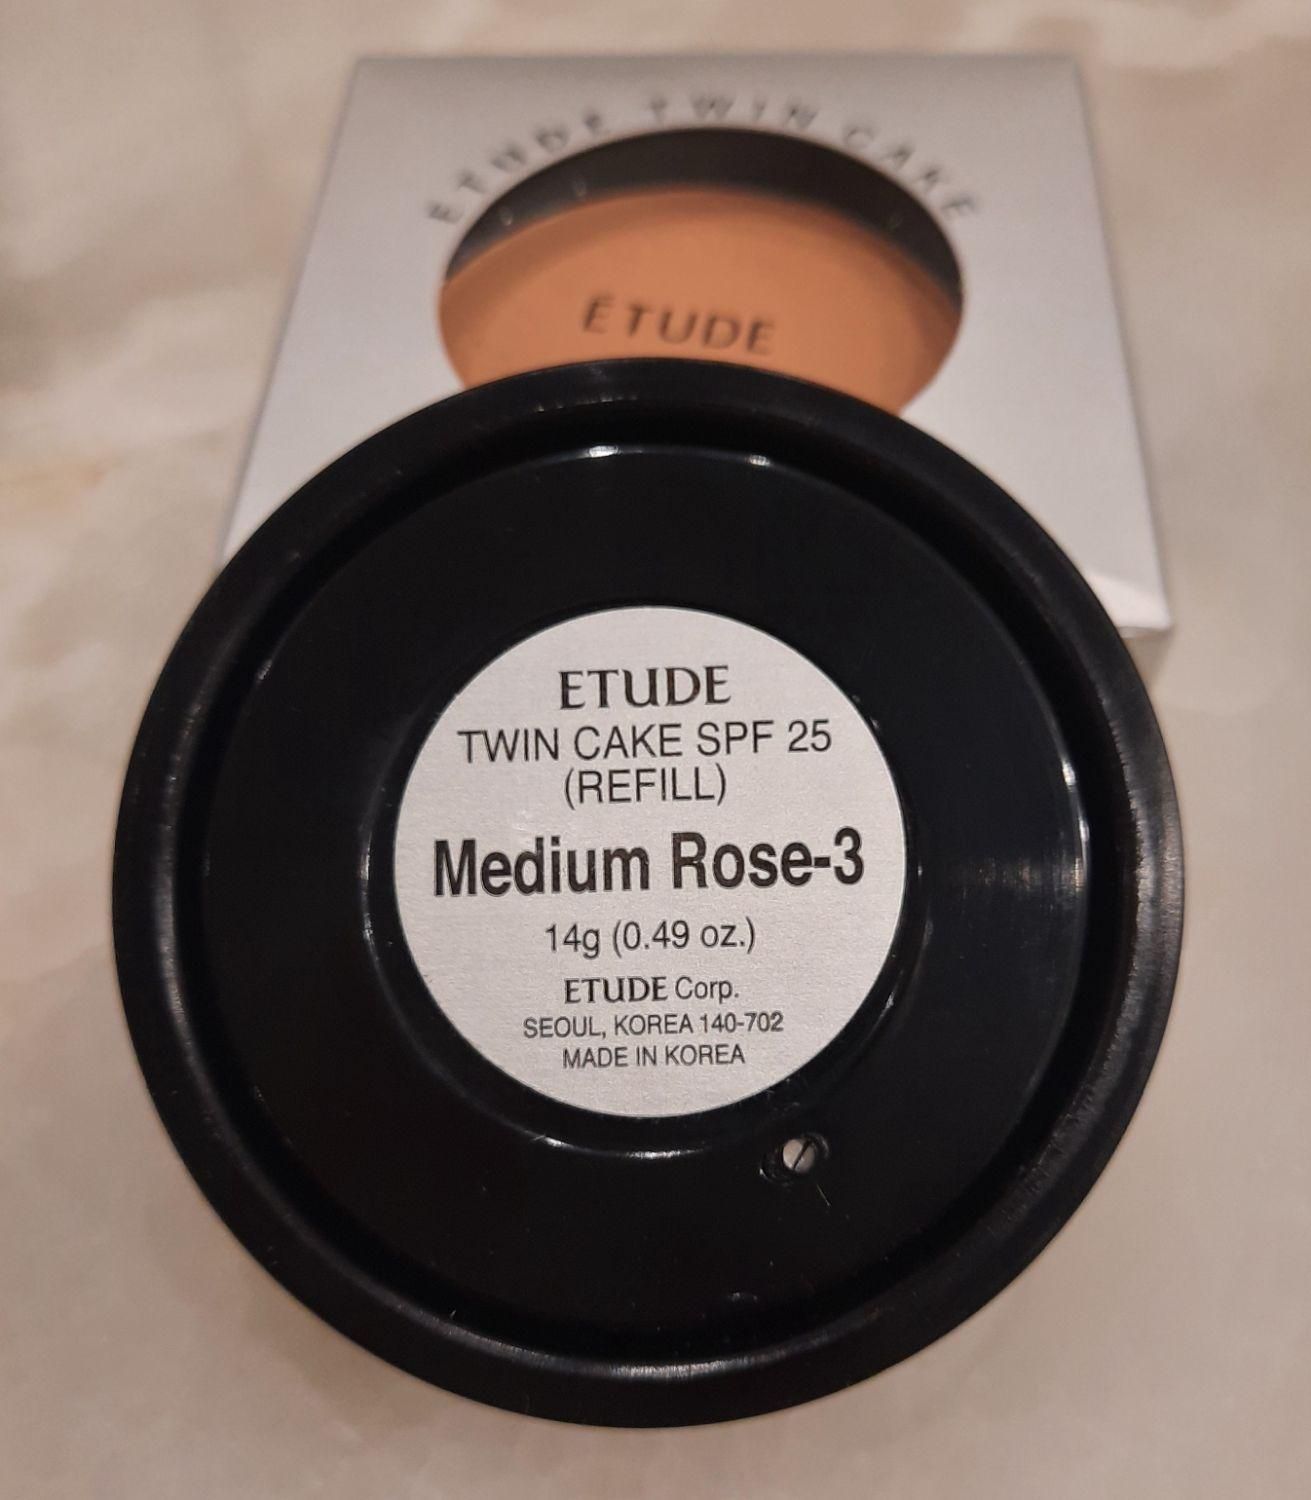 ETUDE TWIN CAKE
ETUDE
ETUDE
TWIN CAKE SPF 25
(REFILL)
Medium Rose-3
14g (0.49 oz.)
ETUDE Corp.
SEOUL, KOREA 140-702
MADE IN KOREA